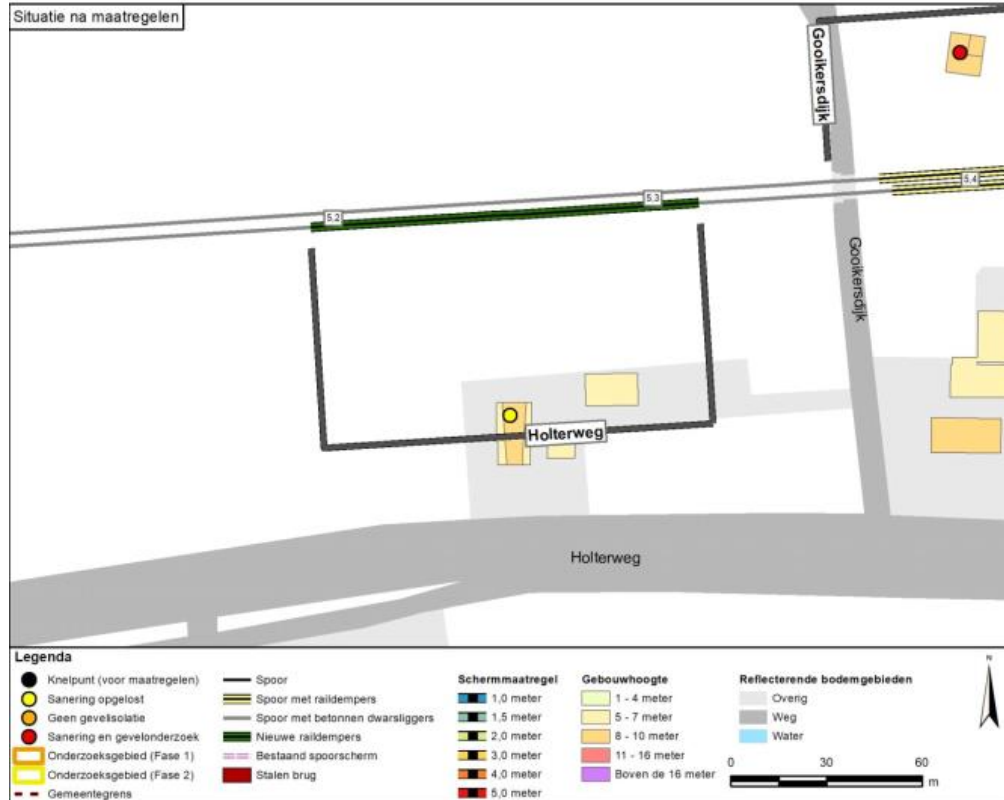 Situatie na maatregelen
Gooikersdijk
5,4
5,3
5,2
Gooikersdijk
Holterweg
Holterweg
Legenda
Knelpunt (voor maatregelen)
Sanering opgelost
Geen gevelisolatie
Sanering en gevelonderzoek
Onderzoeksgebied (Fase 1)
Onderzoeksgebied (Fase 2)
Gemeentegrens
Spoor
Spoor met raildempers
Spoor met betonnen dwarsliggers
Nieuwe raildempers
Bestaand spoorscherm
Stalen brug
Schermmaatregel
1,0 meter
1,5 meter
2,0 meter
3,0 meter
4,0 meter
5,0 meter
Gebouwhoogte
1 - 4 meter
5 - 7 meter
8 - 10 meter
11 - 16 meter
Boven de 16 meter
Reflecterende bodemgebieden
Overig
Weg
Water
N
0 30 60
m